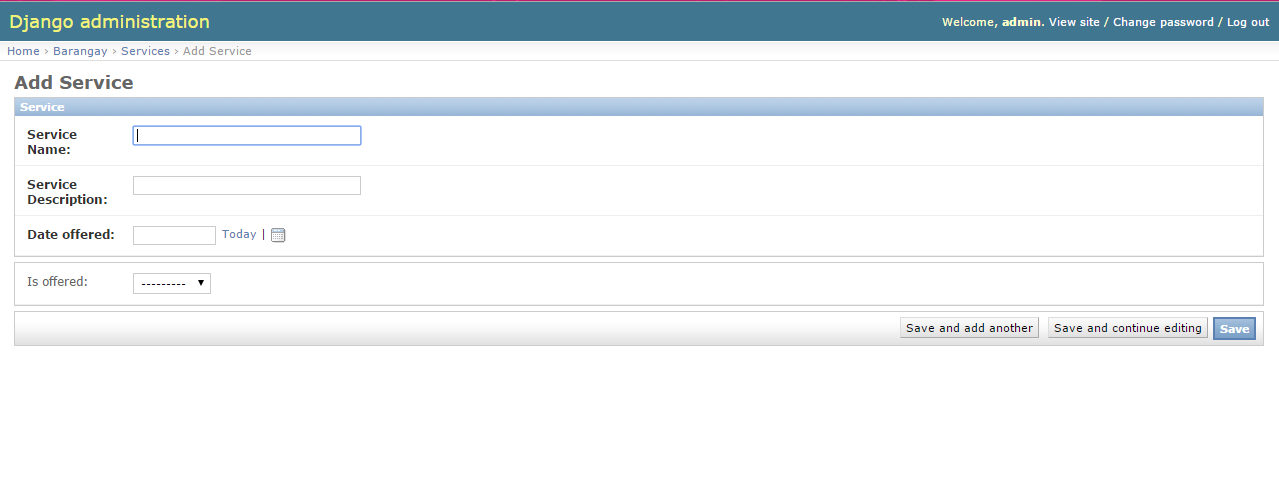 Django administration
Welcome, admin. View site / Change password / Log out
Home › Barangay › Services › Add Service
Add Service
Service
Service
Name:
Service
Description:
Date offered:
Today |
Is offered:
---------
Save and add another
Save and continue editing
Save